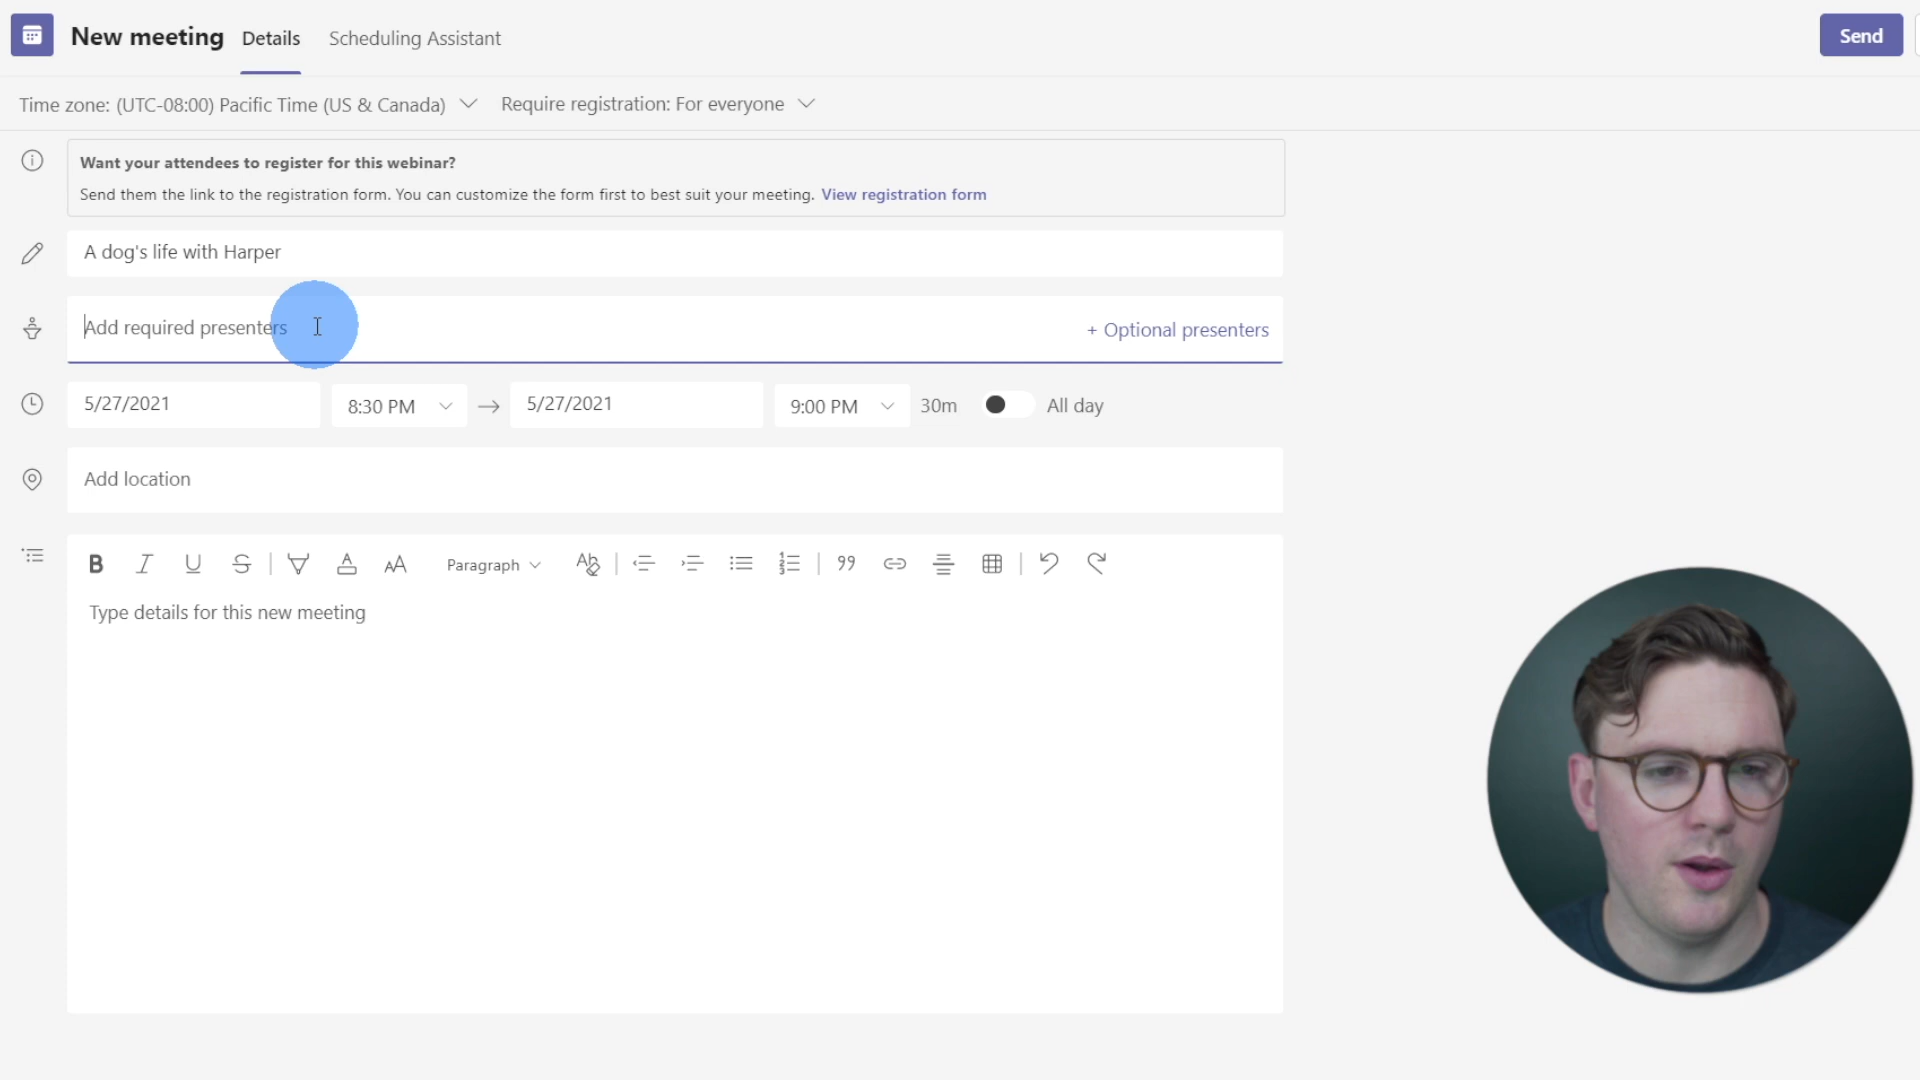 New meeting Details Scheduling Assistant Send
Time zone: (UTC-08:00) Pacific Time (US & Canada) Require registration: For everyone
Want your attendees to register for this webinar?
Send them the link to the registration form. You can customize the form first to best suit your meeting. View registration form
A dog's life with Harper
Add required presenters + Optional presenters
5/27/2021 8:30 PM → 5/27/2021 9:00 PM 30m All day
Add location
Paragraph
Type details for this new meeting